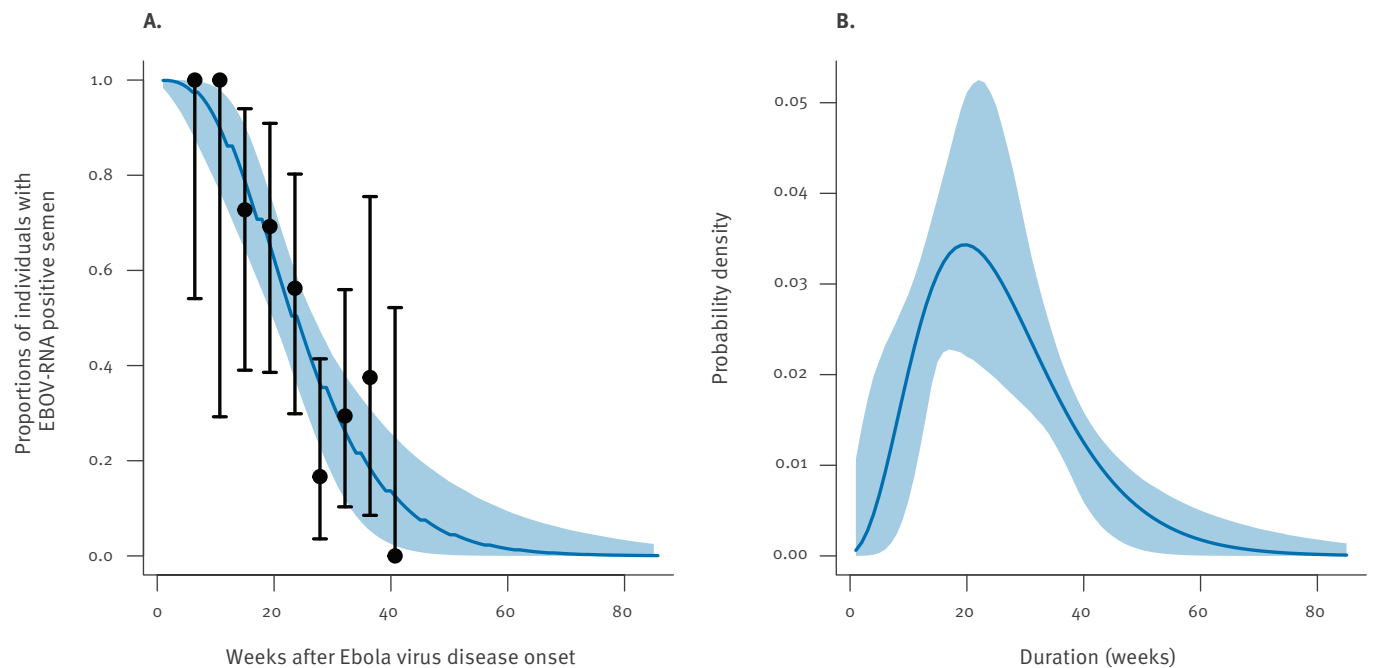 A.
Proportions of individuals with
EBOV-RNA positive semen
1.0
0.8
0.6
0.4
0.2
0.0
0 20 40 60 80
Weeks after Ebola virus disease onset
B.
Probability density
0.05
0.04
0.03
0.02
0.01
0.00
0 20 40 60 80
Duration (weeks)